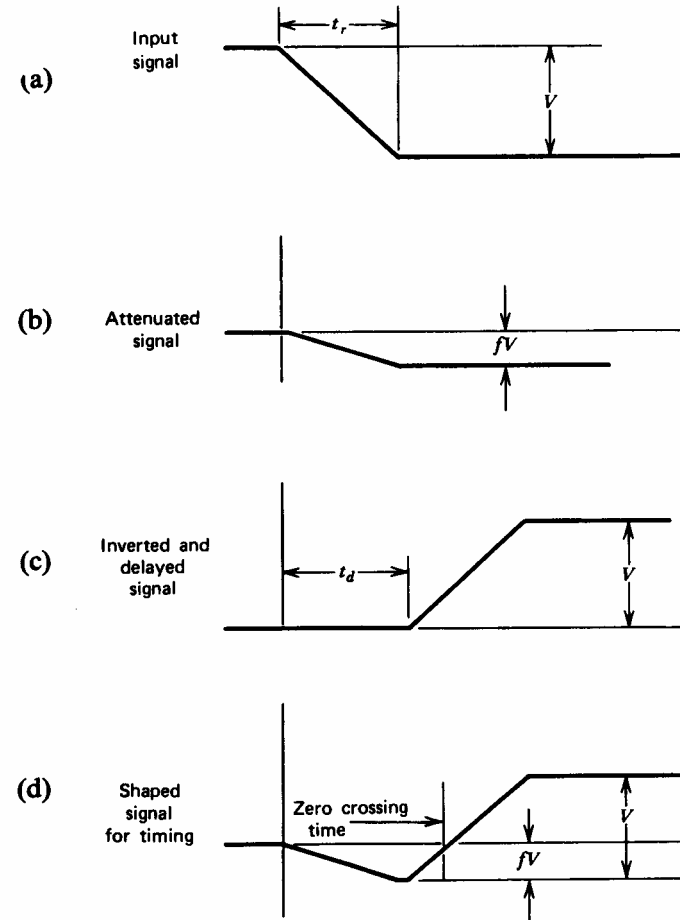 t_r
Input
signal
(a)
V
(b)
Attenuated
signal
fV
(c)
Inverted and
delayed
signal
t_d
V
(d)
Shaped
signal
for timing
Zero crossing
time
V
fV